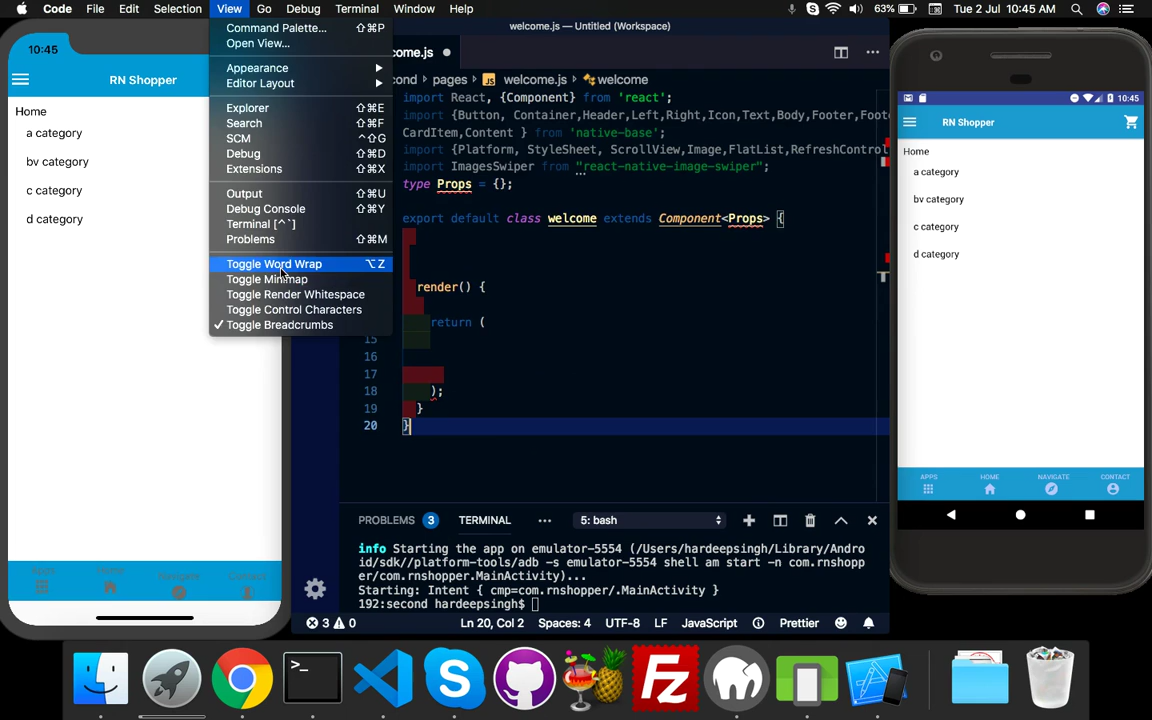 Code File Edit Selection View Go Debug Terminal Window Help 63% Tue 2 Jul 10:45 AM
10:45
RN Shopper
Home
a category
bv category
c category
d category
Command Palette... ⇧⌘P
Open View...
Appearance
Editor Layout
Explorer ⇧⌘E
Search ⇧⌘F
SCM ^⇧G
Debug ⇧⌘D
Extensions ⇧⌘X
Output ⇧⌘U
Debug Console ⇧⌘Y
Terminal [^`]
Problems ⇧⌘M
Toggle Word Wrap ⌥Z
Toggle Minimap
Toggle Render Whitespace
Toggle Control Characters
✓ Toggle Breadcrumbs
welcome.js — Untitled (Workspace)
ome.js
ond › pages › JS welcome.js › welcome
import React, {Component} from 'react';
import {Button, Container,Header,Left,Right,Icon,Text,Body,Footer,Foote
CardItem,Content } from 'native-base';
import {Platform, StyleSheet, ScrollView,Image,FlatList,RefreshControl
import ImagesSwiper from "react-native-image-swiper";
type Props = {};
export default class welcome extends Component<Props> {
render() {
return (
15
16
17
18 );
19 }
20 }
PROBLEMS 3 TERMINAL ... 5: bash
info Starting the app on emulator-5554 (/Users/hardeepsingh/Library/Andro
id/sdk//platform-tools/adb -s emulator-5554 shell am start -n com.rnshopp
er/com.rnshopper.MainActivity)...
Starting: Intent { cmp=com.rnshopper/.MainActivity }
192:second hardeepsingh$
3 0 Ln 20, Col 2 Spaces: 4 UTF-8 LF JavaScript Prettier
10:45
RN Shopper
Home
a category
bv category
c category
d category
APPS HOME NAVIGATE CONTACT
Apps Home Navigate Contact